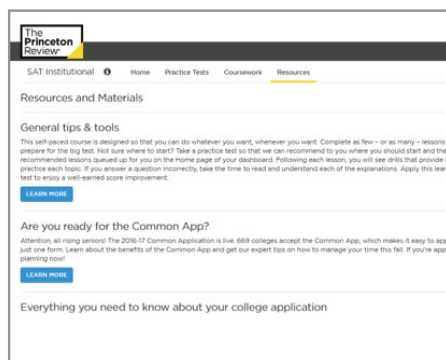 The
Princeton
Review
SAT Institutional Home Practice Tests Coursework Resources
Resources and Materials
General tips & tools
This self-paced course is designed so that you can do whatever you want, whenever you want. Complete as few – or as many – lessons
prepare for the big test. Not sure where to start? Take a practice test so that we can recommend to you where you should start and the
recommended lessons queued up for you on the Home page of your dashboard. Following each lesson, you will see drills that provide
practice each topic. If you answer a question incorrectly, take the time to read and understand each of the explanations. Apply this
test to enjoy a well-earned score improvement.
LEARN MORE
Are you ready for the Common App?
Attention, all rising seniors! The 2016-17 Common Application is live. 669 colleges accept the Common App, which makes it easy to
just one form. Learn about the benefits of the Common App and get our expert tips on how to manage your time this fall. If you're
planning now!
LEARN MORE
Everything you need to know about your college application